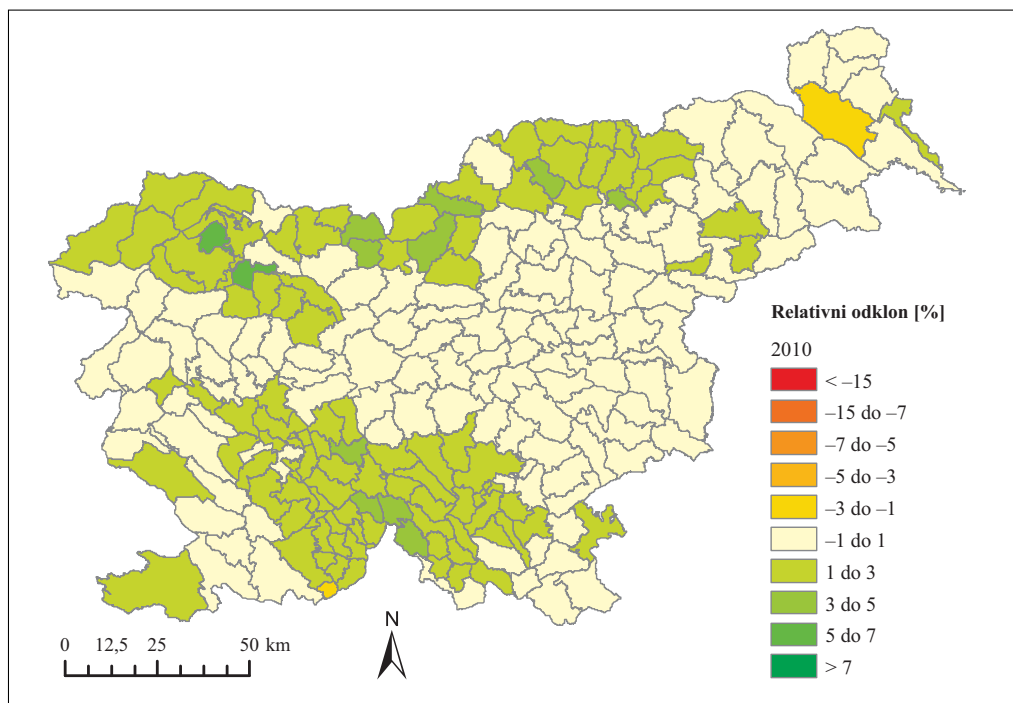 Relativni odklon [%]
2010
< –15
–15 do –7
–7 do –5
–5 do –3
–3 do –1
–1 do 1
1 do 3
3 do 5
5 do 7
> 7
N
0 12,5 25 50 km